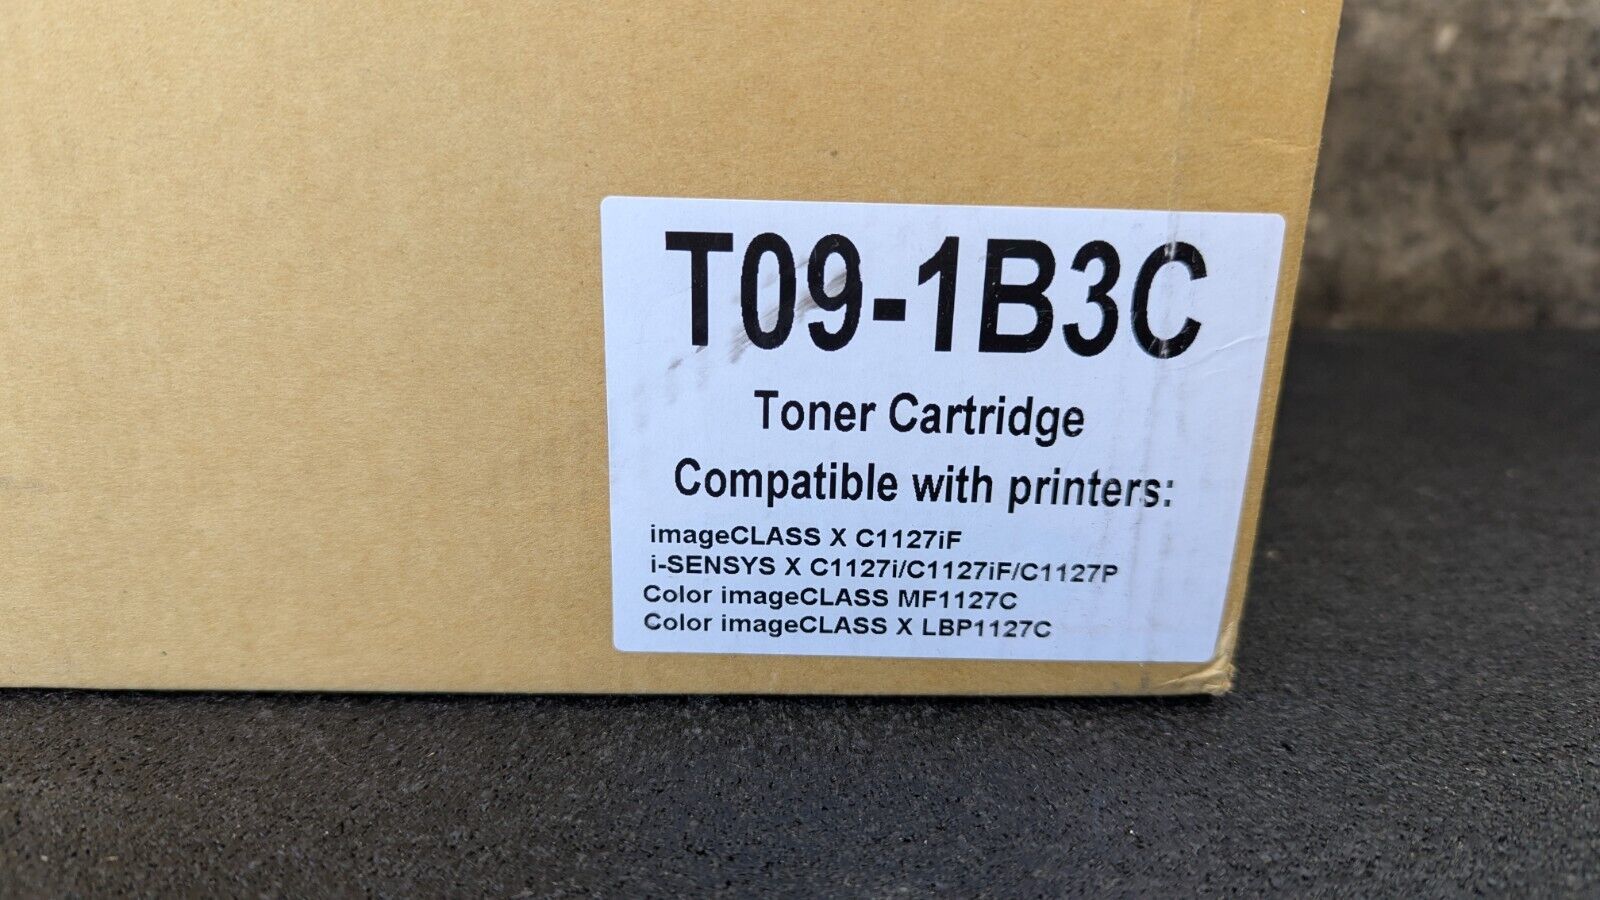 T09-1B3C
Toner Cartridge
Compatible with printers:
imageCLASS X C1127iF
i-SENSYS X C1127i/C1127iF/C1127P
Color imageCLASS MF1127C
Color imageCLASS X LBP1127C